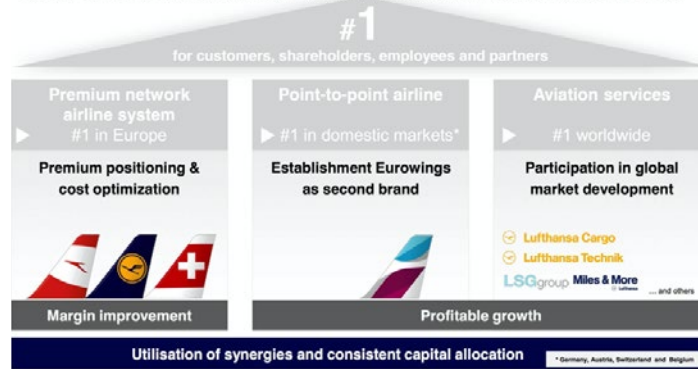 #1
for customers, shareholders, employees and partners
Premium network
airline system
#1 in Europe
Premium positioning &
cost optimization
Margin improvement
Point-to-point airline
#1 in domestic markets*
Establishment Eurowings
as second brand
Aviation services
#1 worldwide
Participation in global
market development
Lufthansa Cargo
Lufthansa Technik
LSGgroup Miles & More
Lufthansa
... and others
Profitable growth
Utilisation of synergies and consistent capital allocation
* Germany, Austria, Switzerland and Belgium